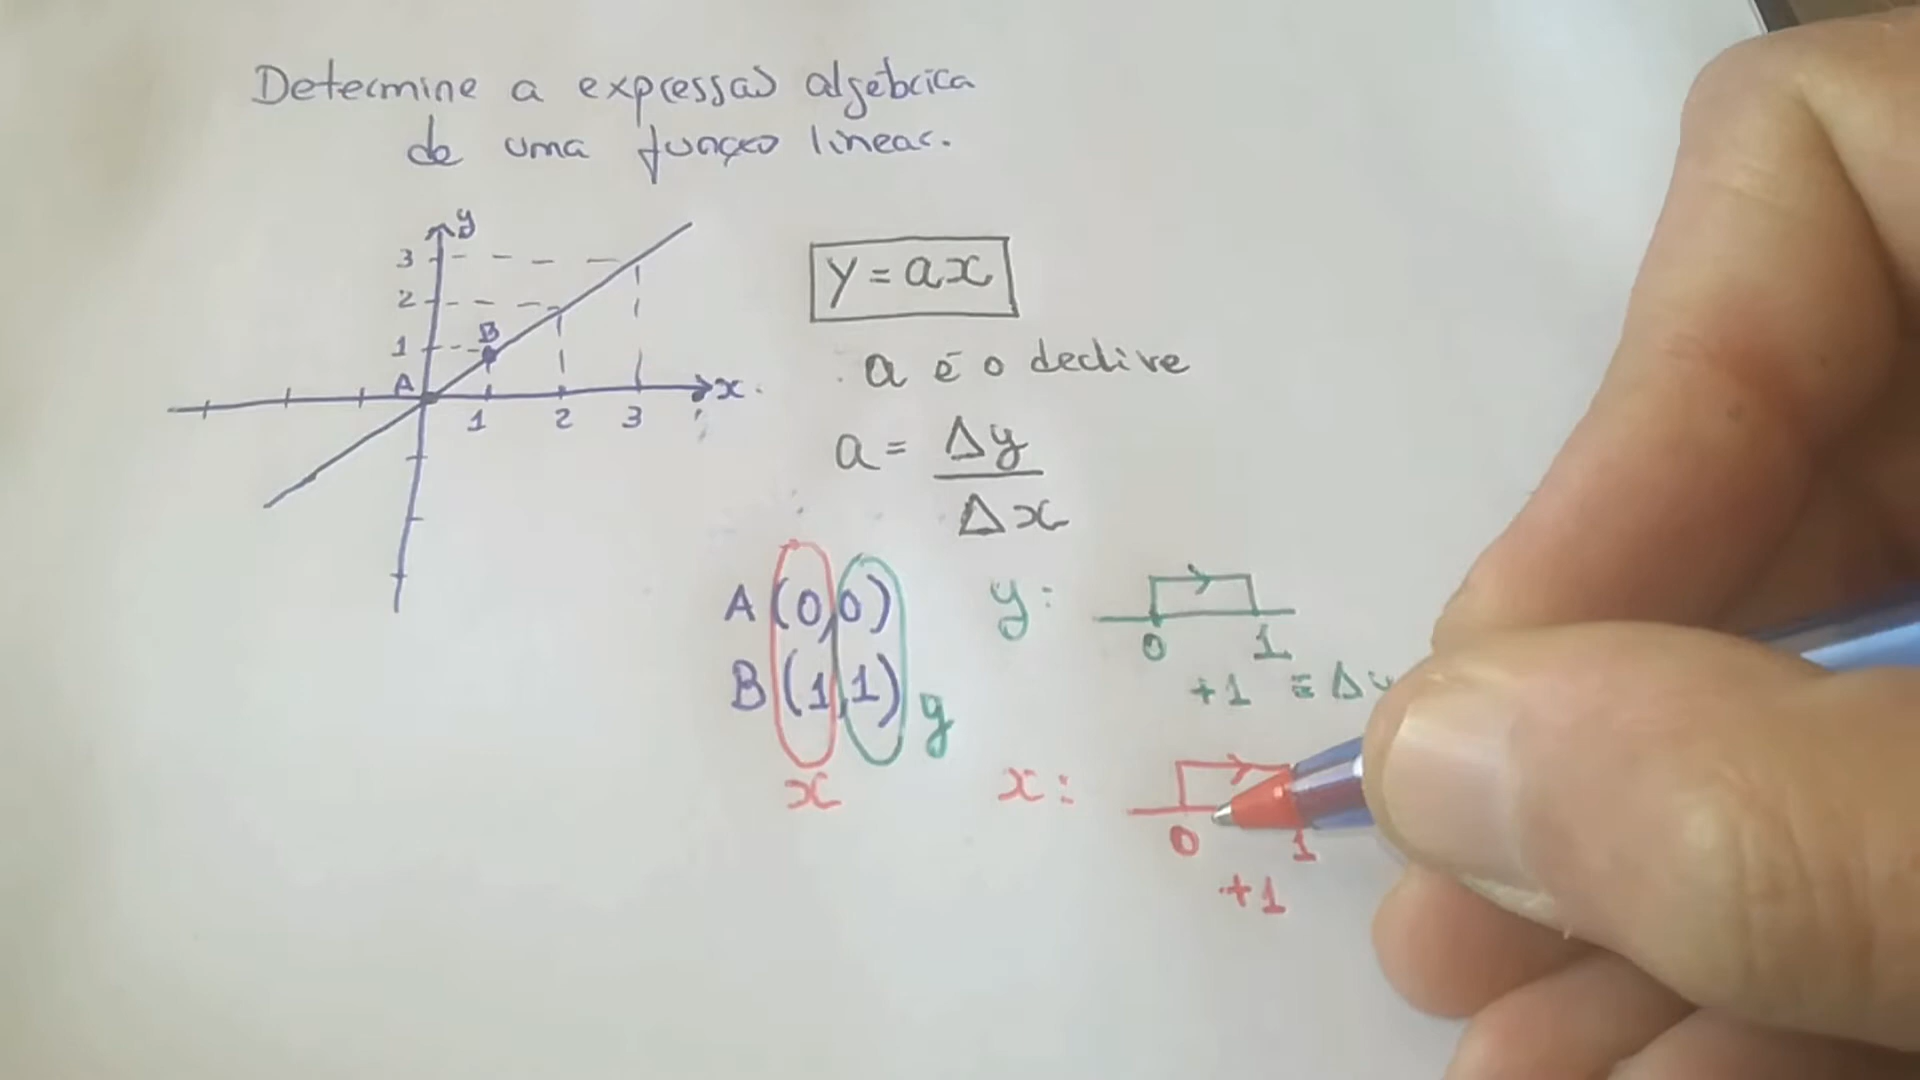 Determine a expressão algébrica
de uma função linear.
y
3
2
1
B
A
x
1 2 3
y = ax
a é o declive
a = Δy
Δx
A (0,0)
B (1,1)
x
y
y:
0 1
+1 = Δy
x:
0 1
+1